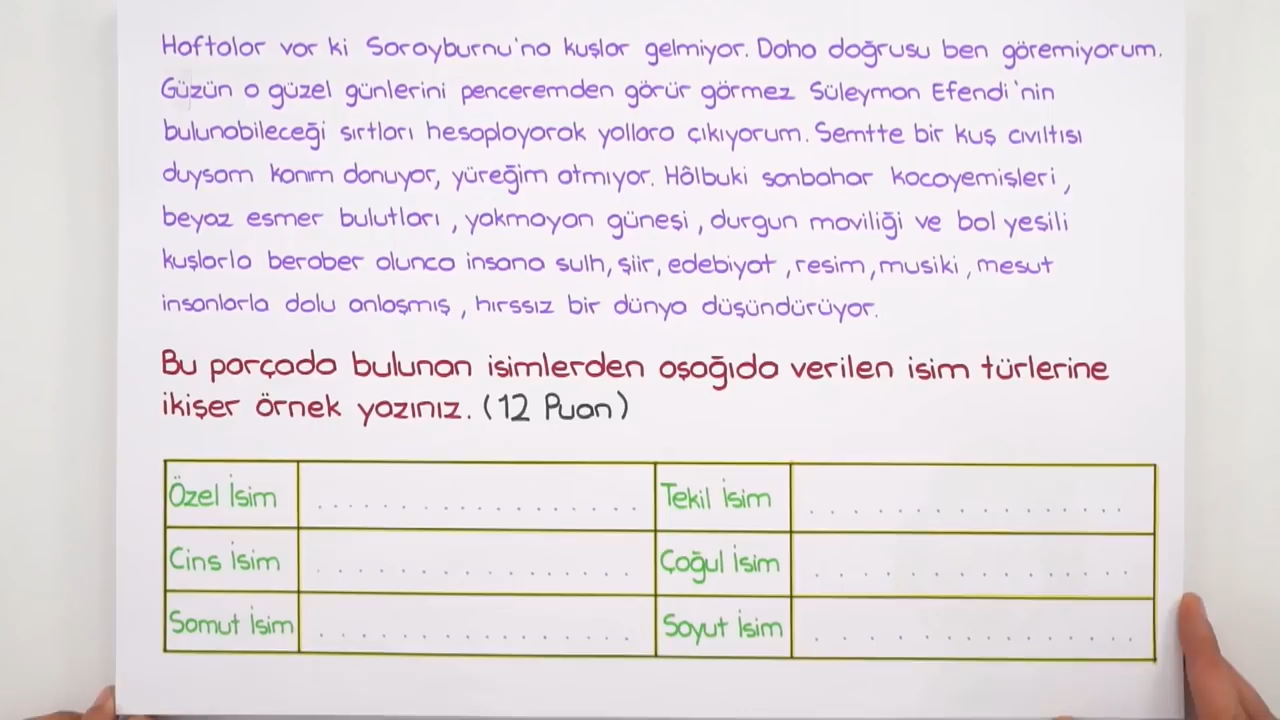 Haftalar var ki Sarayburnu'na kuşlar gelmiyor. Daha doğrusu ben göremiyorum.
Güzün o güzel günlerini penceremden görür görmez Süleyman Efendi'nin
bulunabileceği sırtları hesaplayarak yollara çıkıyorum. Semtte bir kuş cıvıltısı
duysam kanım donuyor, yüreğim atmıyor. Hâlbuki sonbahar kocayemişleri,
beyaz esmer bulutları, yakmayan güneşi, durgun maviliği ve bol yeşili
kuşlarla beraber olunca insana sulh, şiir, edebiyat, resim, musiki, mesut
insanlarla dolu anlaşmış, hırssız bir dünya düşündürüyor.
Bu parçada bulunan isimlerden aşağıda verilen isim türlerine
ikişer örnek yazınız. (12 Puan)
Özel İsim ................. Tekil İsim .................
Cins İsim ................. Çoğul İsim .................
Somut İsim ................. Soyut İsim .................